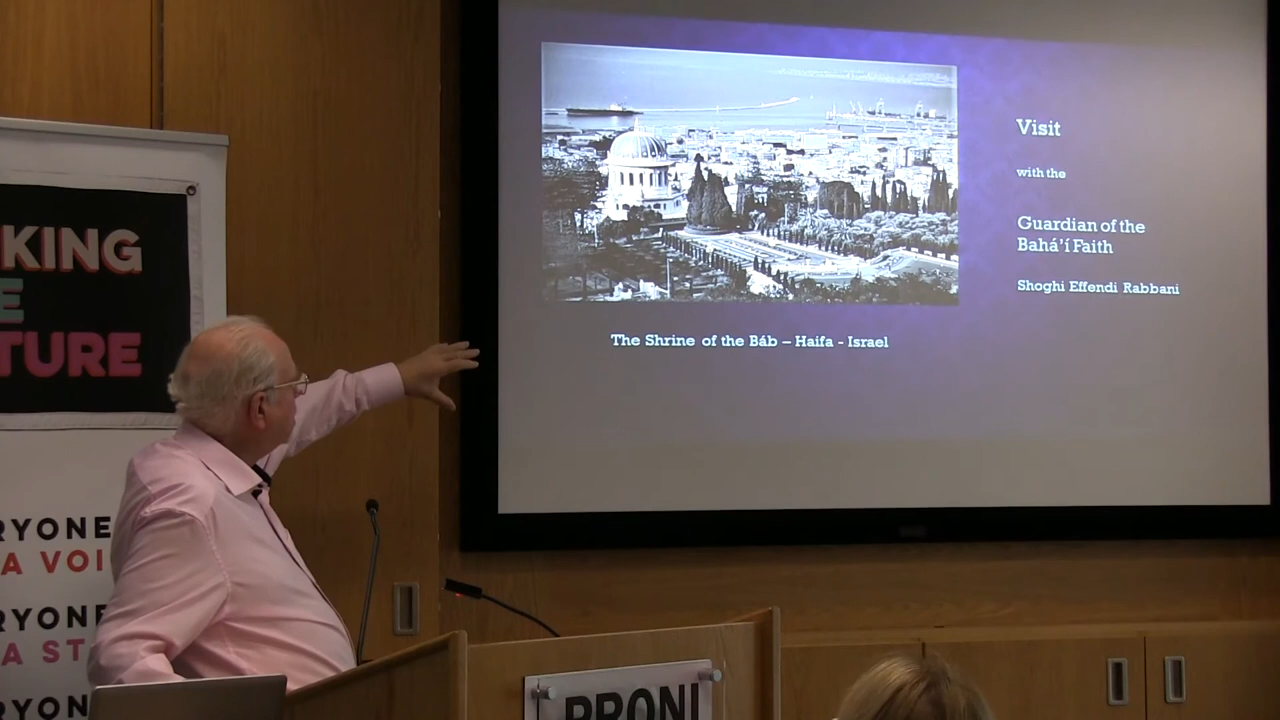 KING
E
TURE
RYONE
A VOI
RYONE
A ST
RYON
Visit
with the
Guardian of the
Bahá’í Faith
Shoghi Effendi Rabbani
The Shrine of the Báb – Haifa - Israel
PRONI